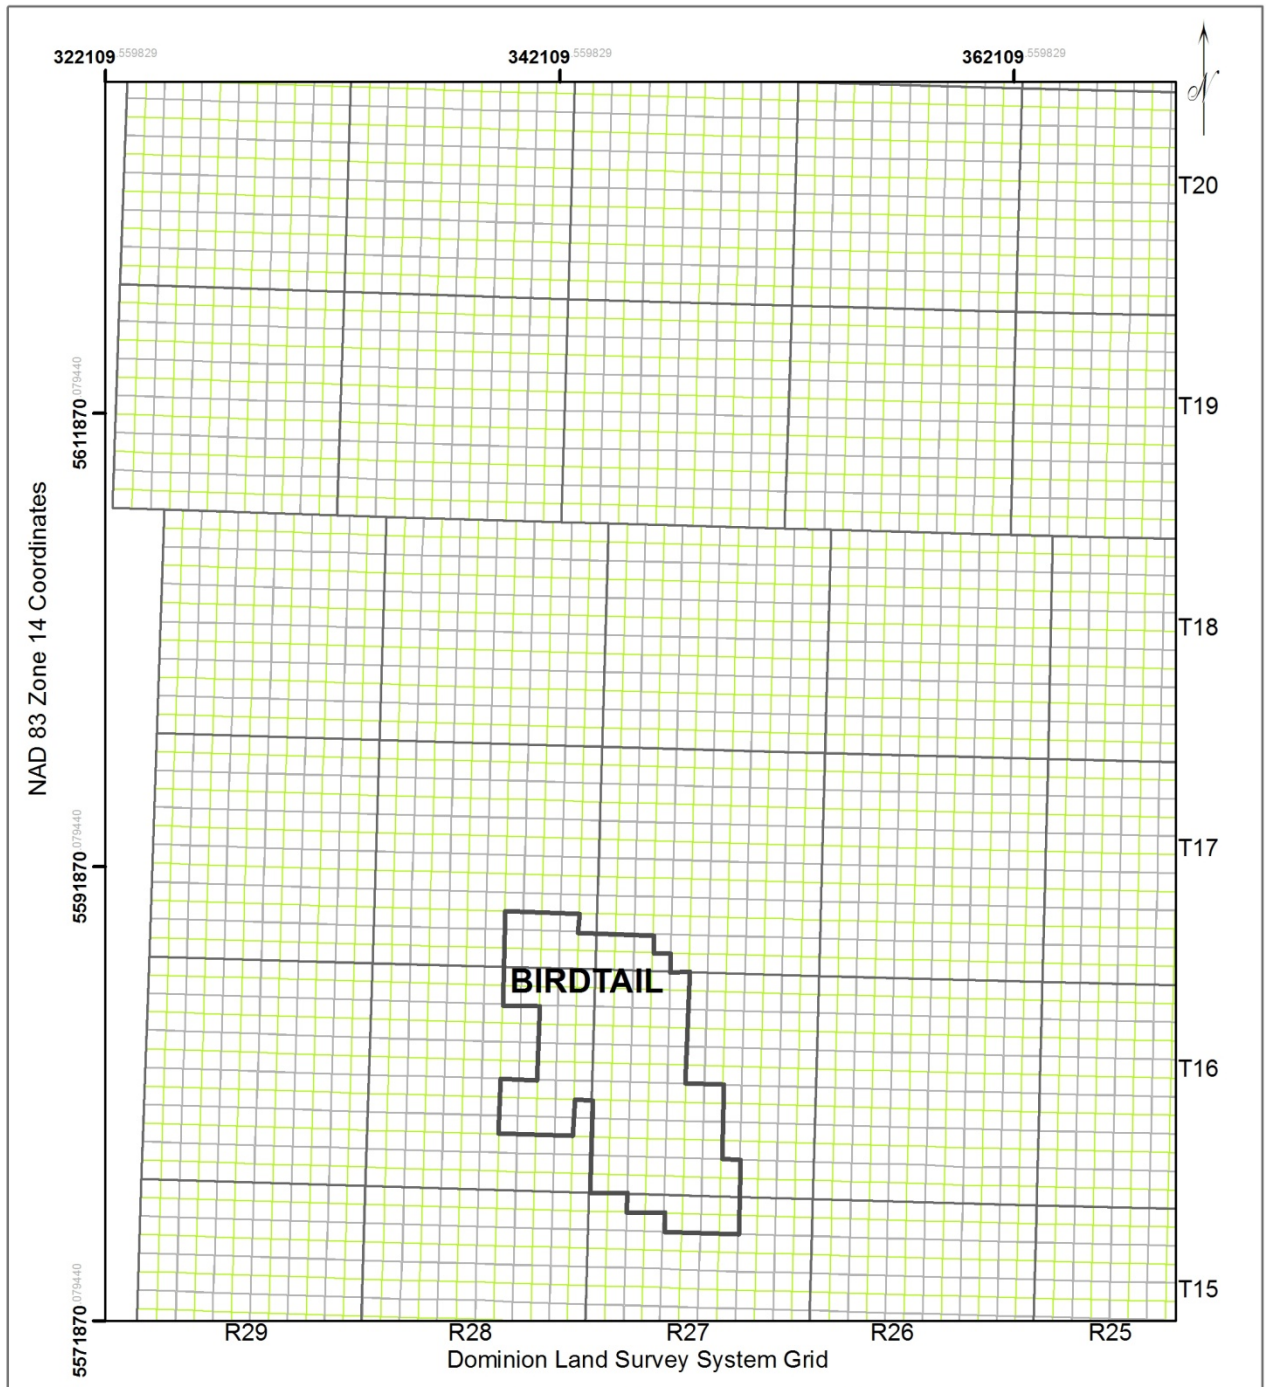 322109.559829 342109.559829 362109.559829
N
T20
5611870.079440
T19
NAD 83 Zone 14 Coordinates
T18
5591870.079440
T17
BIRDTAIL
T16
5571870.079440
T15
R29 R28 R27 R26 R25
Dominion Land Survey System Grid